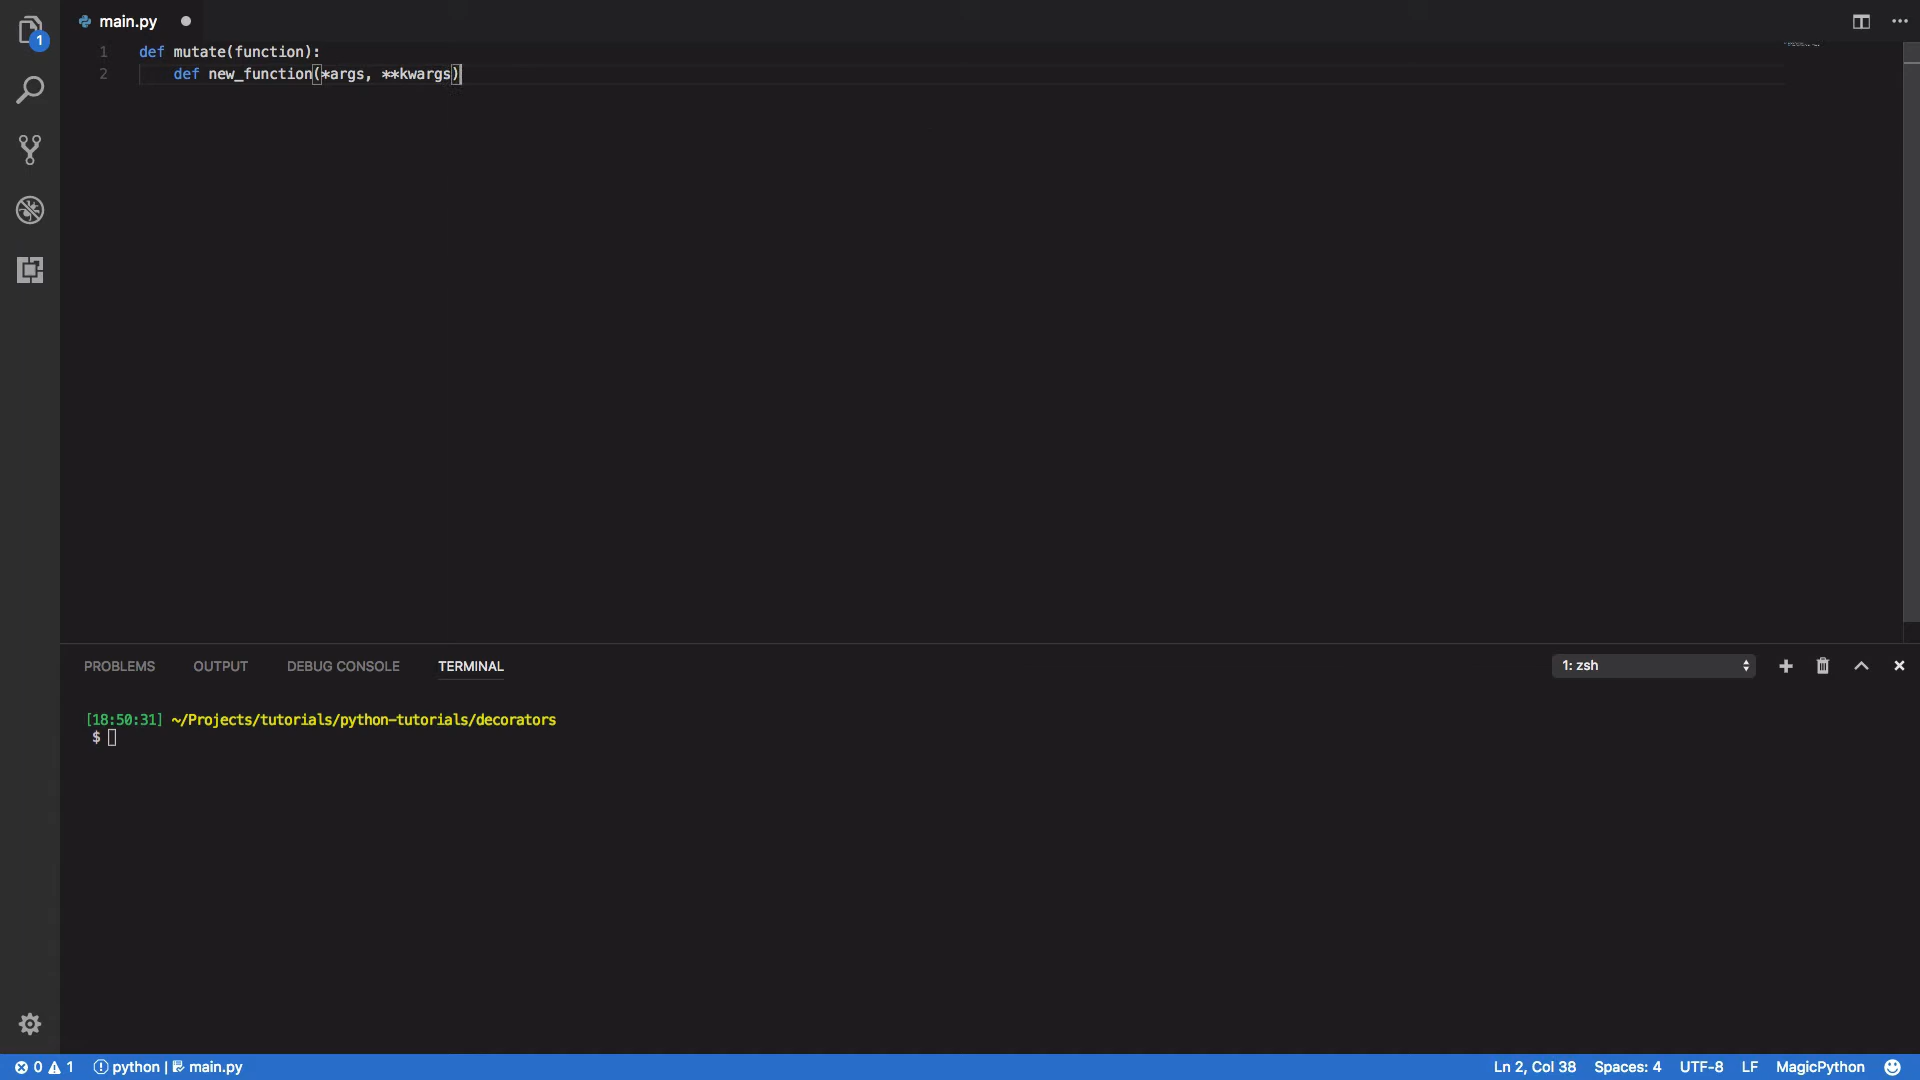 1
main.py
1 def mutate(function):
2     def new_function(*args, **kwargs)
PROBLEMS OUTPUT DEBUG CONSOLE TERMINAL 1: zsh
[18:50:31] ~/Projects/tutorials/python-tutorials/decorators
$
0 1 python | main.py Ln 2, Col 38 Spaces: 4 UTF-8 LF MagicPython